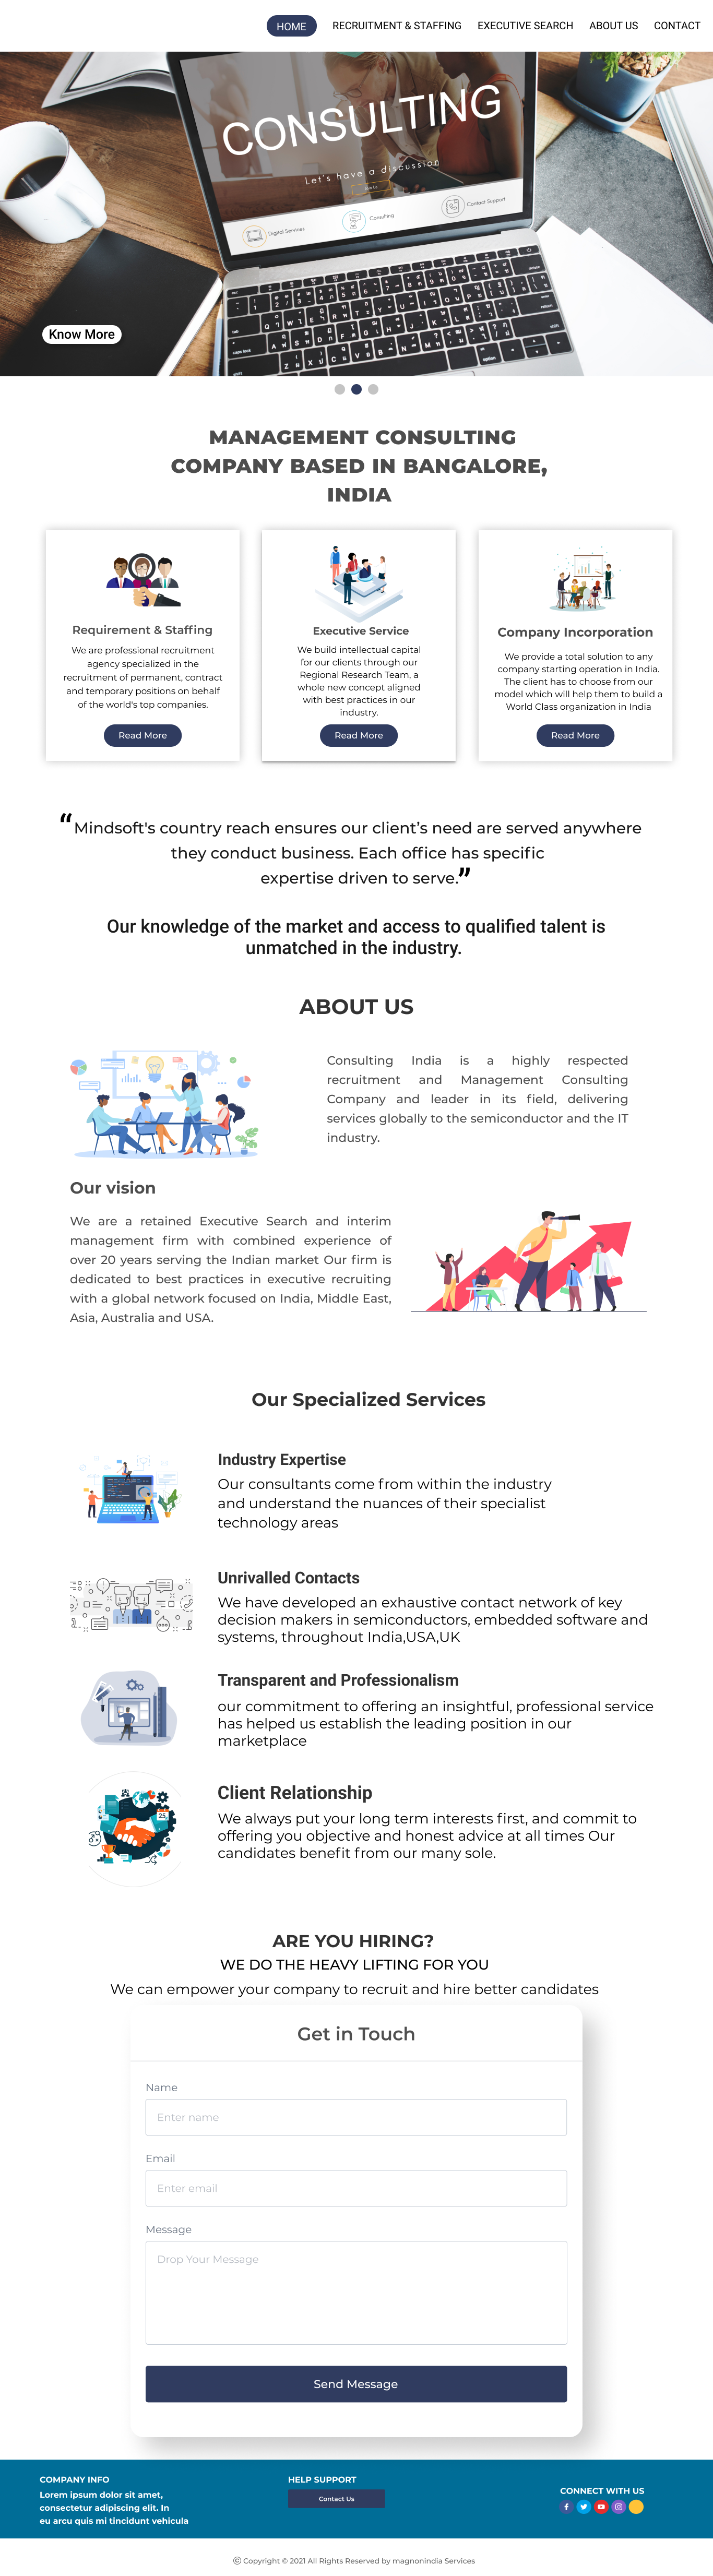 HOME RECRUITMENT & STAFFING EXECUTIVE SEARCH ABOUT US CONTACT
CONSULTING
Let's have a discussion
Digital Services
Consulting
Contact Support
Know More
MANAGEMENT CONSULTING
COMPANY BASED IN BANGALORE,
INDIA
Requirement & Staffing
We are professional recruitment
agency specialized in the
recruitment of permanent, contract
and temporary positions on behalf
of the world's top companies.
Read More
Executive Service
We build intellectual capital
for our clients through our
Regional Research Team, a
whole new concept aligned
with best practices in our
industry.
Read More
Company Incorporation
We provide a total solution to any
company starting operation in India.
The client has to choose from our
model which will help them to build a
World Class organization in India
Read More
“Mindsoft's country reach ensures our client’s need are served anywhere
they conduct business. Each office has specific
expertise driven to serve.”
Our knowledge of the market and access to qualified talent is
unmatched in the industry.
ABOUT US
Consulting India is a highly respected
recruitment and Management Consulting
Company and leader in its field, delivering
services globally to the semiconductor and the IT
industry.
Our vision
We are a retained Executive Search and interim
management firm with combined experience of
over 20 years serving the Indian market Our firm is
dedicated to best practices in executive recruiting
with a global network focused on India, Middle East,
Asia, Australia and USA.
Our Specialized Services
Industry Expertise
Our consultants come from within the industry
and understand the nuances of their specialist
technology areas
Unrivalled Contacts
We have developed an exhaustive contact network of key
decision makers in semiconductors, embedded software and
systems, throughout India,USA,UK
Transparent and Professionalism
our commitment to offering an insightful, professional service
has helped us establish the leading position in our
marketplace
25
Client Relationship
We always put your long term interests first, and commit to
offering you objective and honest advice at all times Our
candidates benefit from our many sole.
ARE YOU HIRING?
WE DO THE HEAVY LIFTING FOR YOU
We can empower your company to recruit and hire better candidates
Get in Touch
Name
Enter name
Email
Enter email
Message
Drop Your Message
Send Message
COMPANY INFO
Lorem ipsum dolor sit amet,
consectetur adipiscing elit. In
eu arcu quis mi tincidunt vehicula
HELP SUPPORT
Contact Us
CONNECT WITH US
© Copyright © 2021 All Rights Reserved by magnonindia Services